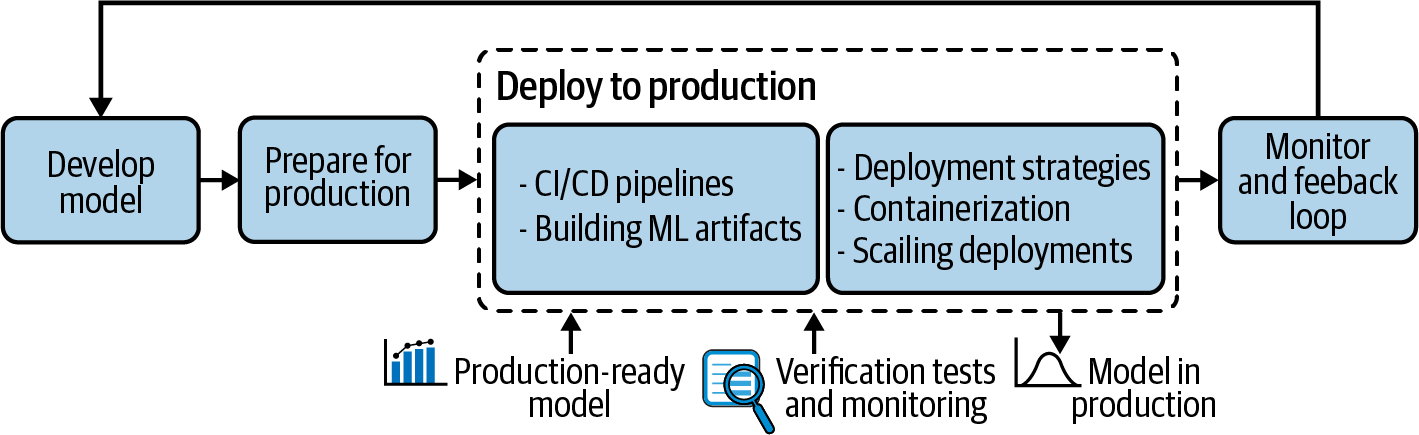 Develop
model
Prepare for
production
Deploy to production
- CI/CD pipelines
- Building ML artifacts
- Deployment strategies
- Containerization
- Scailing deployments
Monitor
and feeback
loop
Production-ready
model
Verification tests
and monitoring
Model in
production